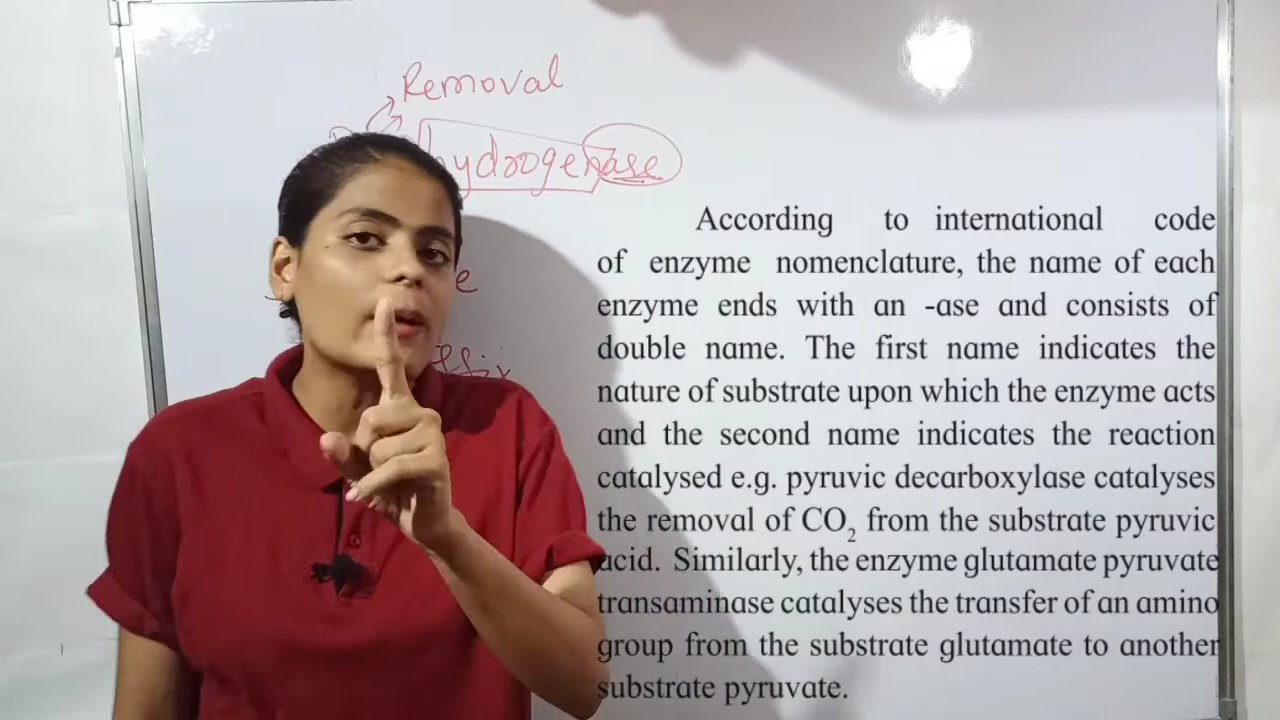 Removal
hydrogenase
According to international code
of enzyme nomenclature, the name of each
enzyme ends with an -ase and consists of
double name. The first name indicates the
nature of substrate upon which the enzyme acts
and the second name indicates the reaction
catalysed e.g. pyruvic decarboxylase catalyses
the removal of CO₂ from the substrate pyruvic
acid. Similarly, the enzyme glutamate pyruvate
transaminase catalyses the transfer of an amino
group from the substrate glutamate to another
substrate pyruvate.